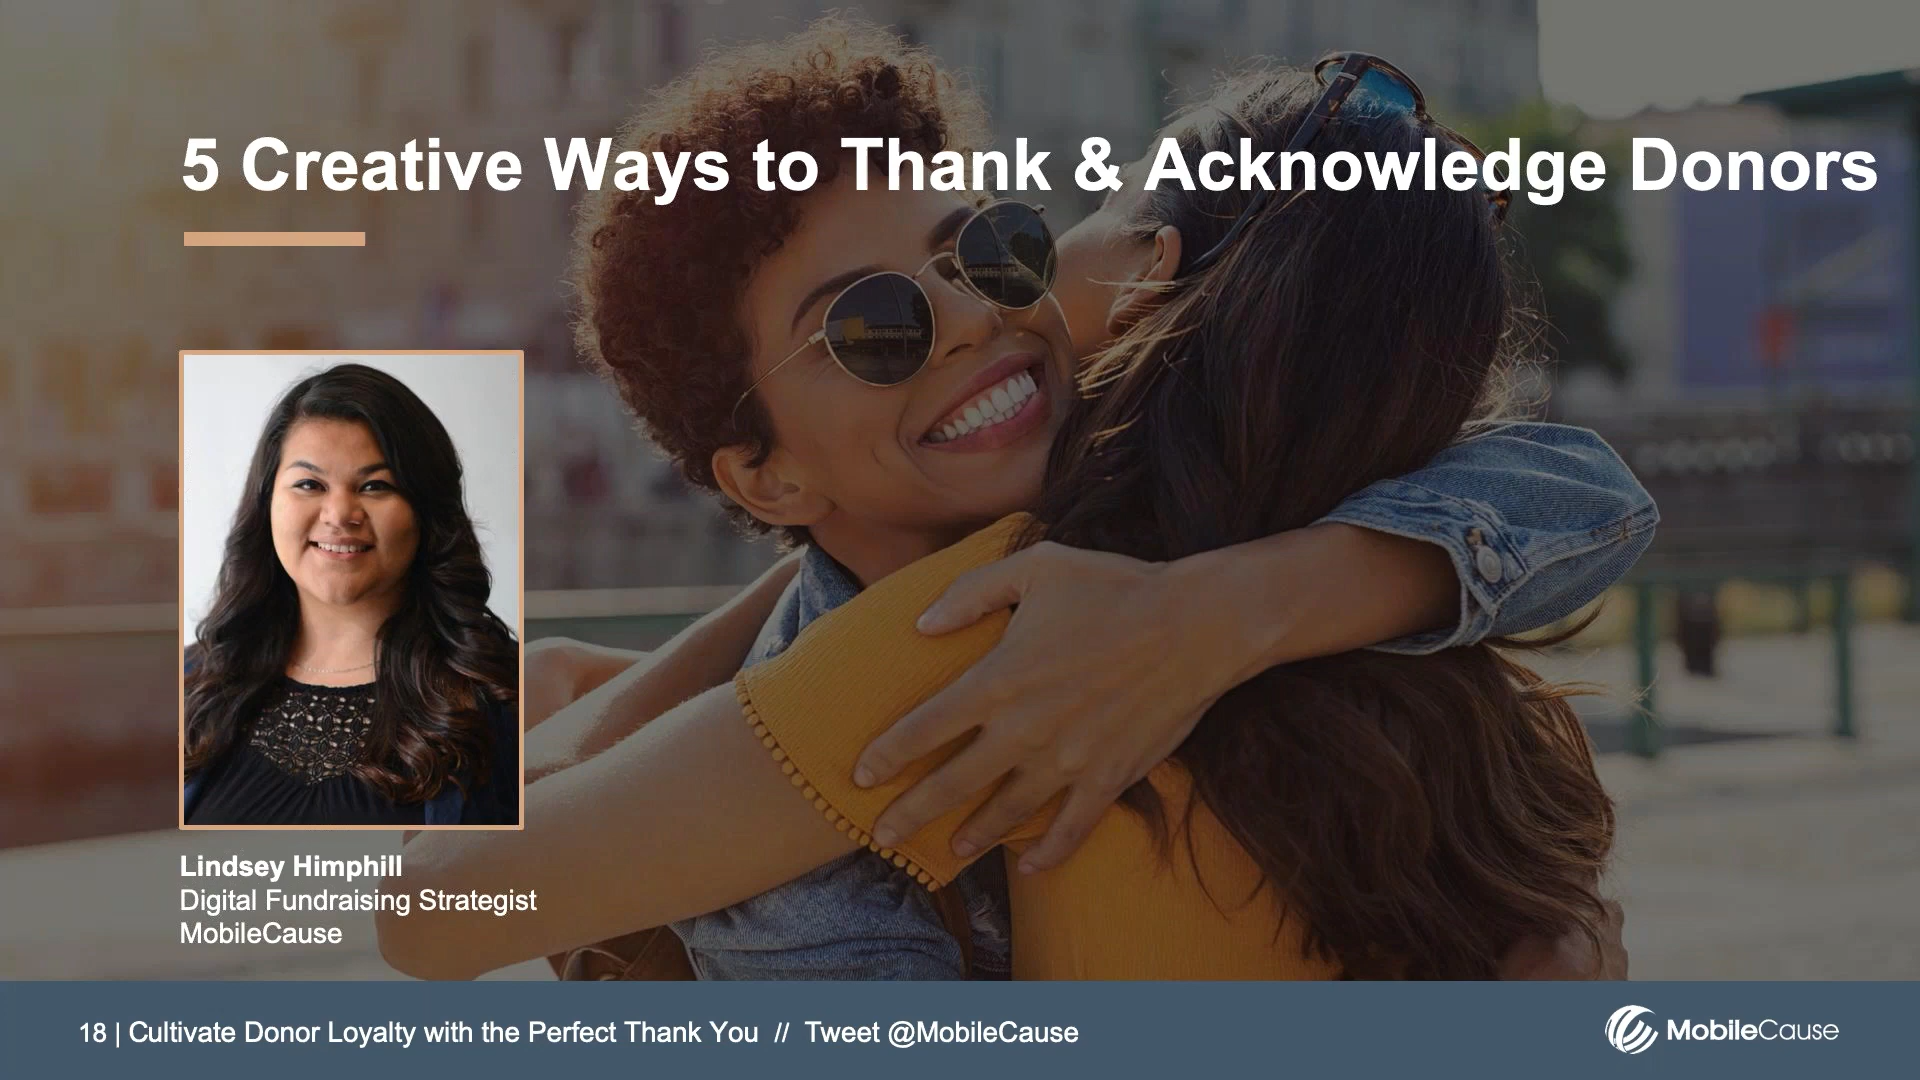 5 Creative Ways to Thank & Acknowledge Donors
Lindsey Himphill
Digital Fundraising Strategist
MobileCause
18 | Cultivate Donor Loyalty with the Perfect Thank You // Tweet @MobileCause
MobileCause